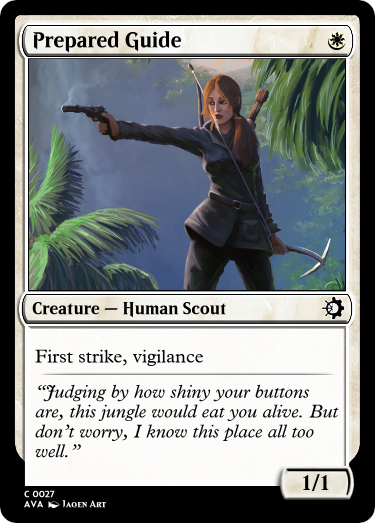 Prepared Guide
Creature — Human Scout
First strike, vigilance
“Judging by how shiny your buttons
are, this jungle would eat you alive. But
don’t worry, I know this place all too
well.”
1/1
C 0027
AVA Jaoen Art